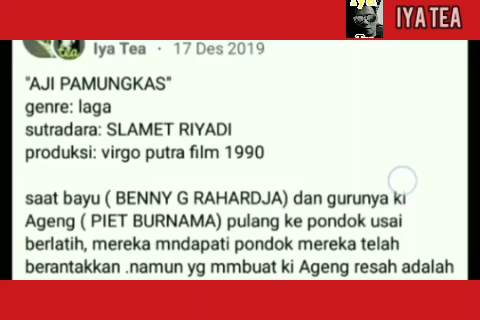 IYA TEA
Iya Tea · 17 Des 2019
"AJI PAMUNGKAS"
genre: laga
sutradara: SLAMET RIYADI
produksi: virgo putra film 1990
saat bayu ( BENNY G RAHARDJA) dan gurunya ki
Ageng ( PIET BURNAMA) pulang ke pondok usai
berlatih, mereka mndapati pondok mereka telah
berantakkan .namun yg mmbuat ki Ageng resah adalah